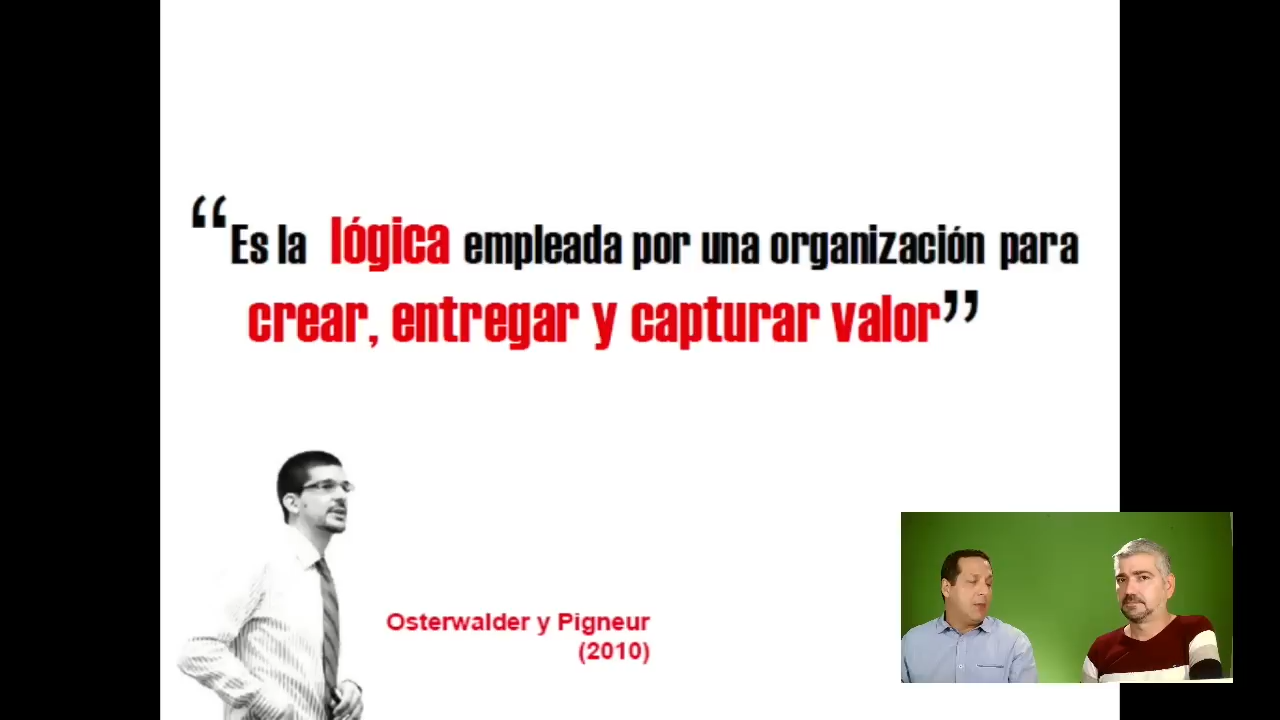 “Es la lógica empleada por una organización para
crear, entregar y capturar valor”
Osterwalder y Pigneur
(2010)